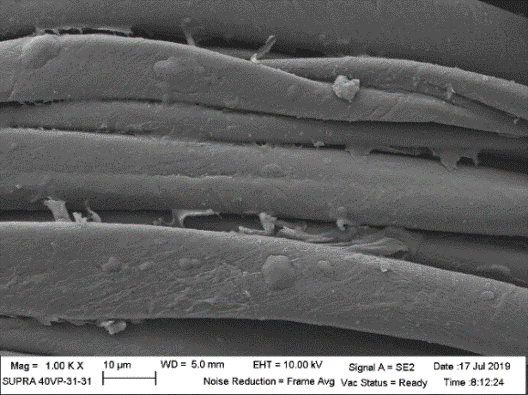 Mag = 1.00 K X 10 µm WD = 5.0 mm EHT = 10.00 kV Signal A = SE2 Date :17 Jul 2019
SUPRA 40VP-31-31 Noise Reduction = Frame Avg Vac Status = Ready Time :8:12:24